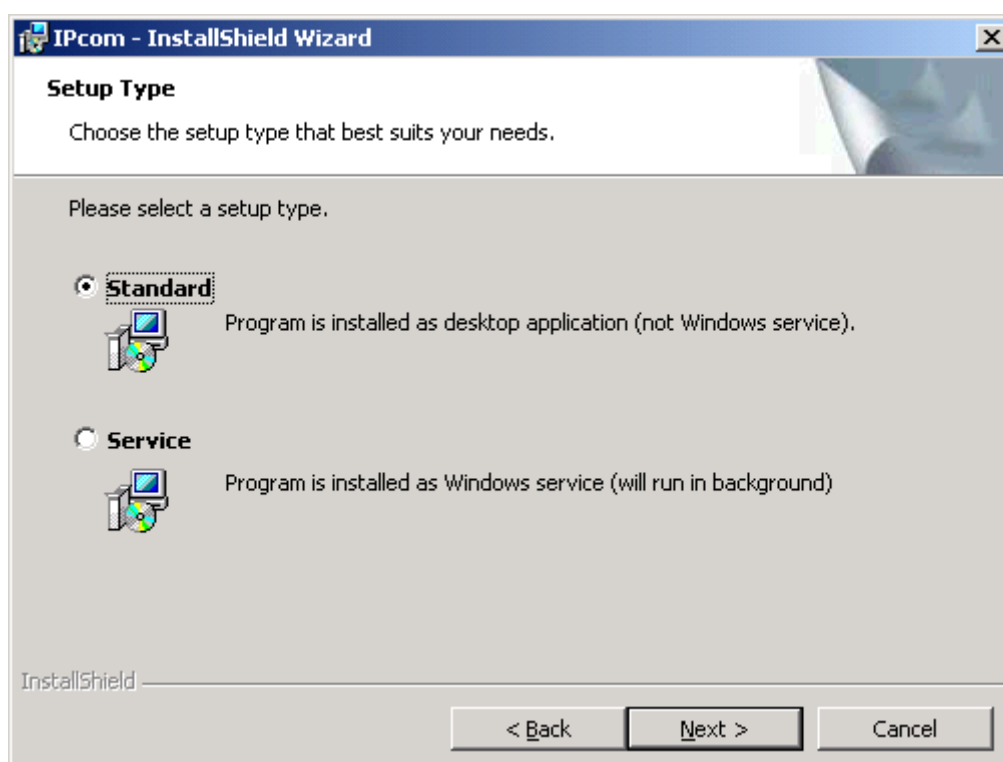 IPcom - InstallShield Wizard
Setup Type
Choose the setup type that best suits your needs.
Please select a setup type.
Standard
Program is installed as desktop application (not Windows service).
Service
Program is installed as Windows service (will run in background)
InstallShield
< Back
Next >
Cancel